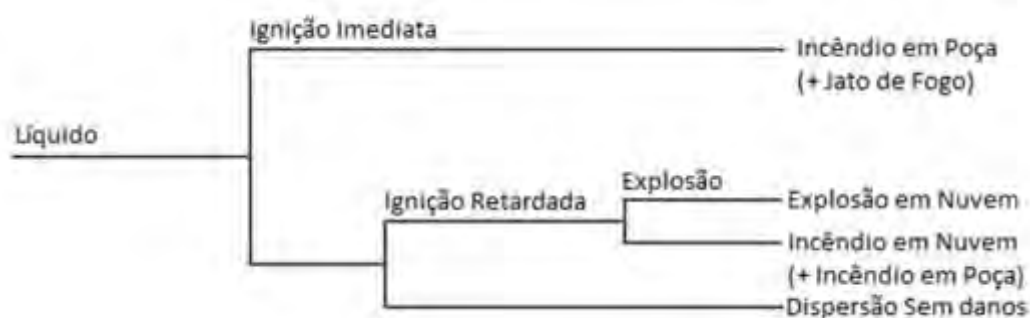 Ignição Imediata
Incêndio em Poça
(+ Jato de Fogo)
Líquido
Explosão
Ignição Retardada
Explosão em Nuvem
Incêndio em Nuvem
(+ Incêndio em Poça)
Dispersão Sem danos